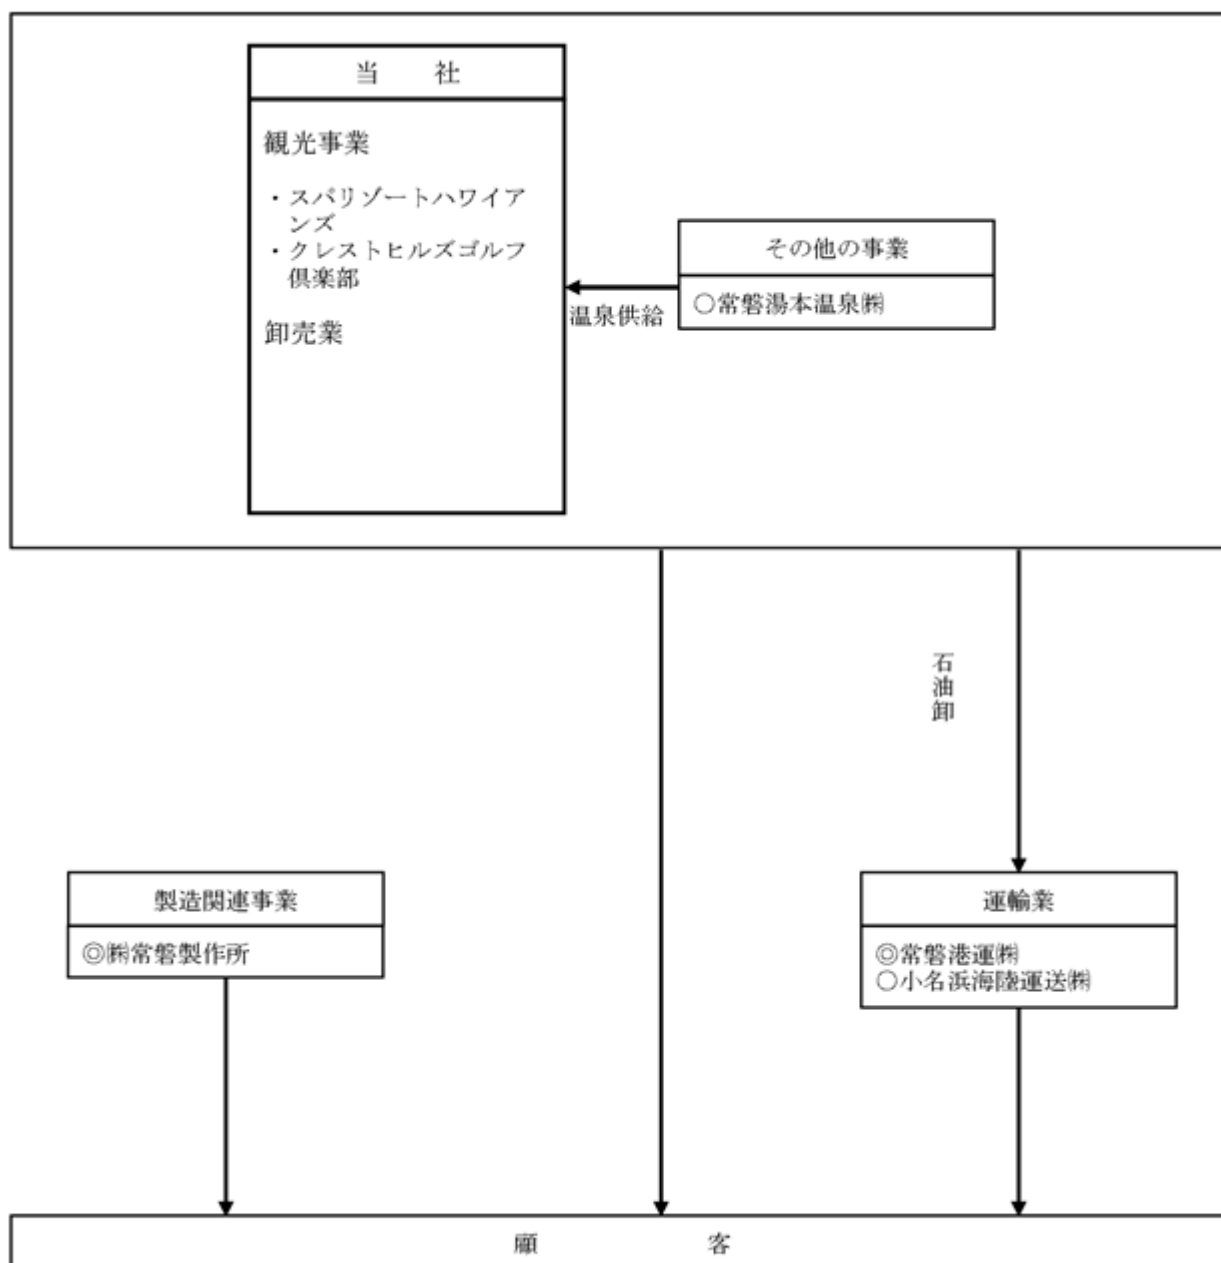 当　　社
観光事業
・スパリゾートハワイア
ンズ
・クレストヒルズゴルフ
倶楽部
卸売業
その他の事業
○常磐湯本温泉㈱
温泉供給
石油卸
製造関連事業
◎㈱常磐製作所
運輸業
◎常磐港運㈱
○小名浜海陸運送㈱
顧　　客